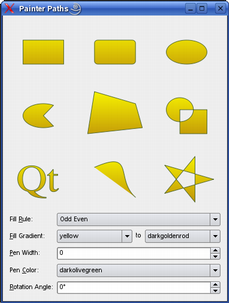 Painter Paths
Qt
Fill Rule: Odd Even
Fill Gradient: yellow to darkgoldenrod
Pen Width: 0
Pen Color: darkolivegreen
Rotation Angle: 0°